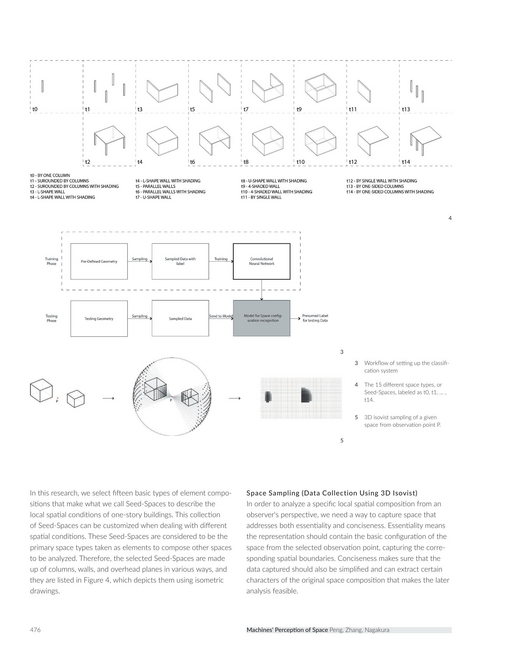 t0
t1
t3
t5
t7
t9
t11
t13
t2
t4
t6
t8
t10
t12
t14
t0 - BY ONE COLUMN
t1 - SUROUNDED BY COLUMNS
t2 - SUROUNDED BY COLUMNS WITH SHADING
t3 - L-SHAPE WALL
t4 - L-SHAPE WALL WITH SHADING
t4 - L-SHAPE WALL WITH SHADING
t5 - PARALLEL WALLS
t6 - PARALLEL WALLS WITH SHADING
t7 - U-SHAPE WALL
t8 - U-SHAPE WALL WITH SHADING
t9 - 4-SHADED WALL
t10 - 4-SHADED WALL WITH SHADING
t11 - BY SINGLE WALL
t12 - BY SINGLE WALL WITH SHADING
t13 - BY ONE-SIDED COLUMNS
t14 - BY ONE-SIDED COLUMNS WITH SHADING
4
Training
Phase
Pre-Defined Geometry
Sampling
Sampled Data with
label
Training
Convolutional
Neural Network
Testing
Phase
Testing Geometry
Sampling
Sampled Data
Send to Model
Model for Space config-
uration recognition
Presumed Label
for testing Data
3
3 Workflow of setting up the classifi-
cation system
4 The 15 different space types, or
Seed-Spaces, labeled as t0, t1, ... ,
t14.
5 3D isovist sampling of a given
space from observation point P.
P
P
5
In this research, we select fifteen basic types of element compo-
sitions that make what we call Seed-Spaces to describe the
local spatial conditions of one-story buildings. This collection
of Seed-Spaces can be customized when dealing with different
spatial conditions. These Seed-Spaces are considered to be the
primary space types taken as elements to compose other spaces
to be analyzed. Therefore, the selected Seed-Spaces are made
up of columns, walls, and overhead planes in various ways, and
they are listed in Figure 4, which depicts them using isometric
drawings.
Space Sampling (Data Collection Using 3D Isovist)
In order to analyze a specific local spatial composition from an
observer's perspective, we need a way to capture space that
addresses both essentiality and conciseness. Essentiality means
the representation should contain the basic configuration of the
space from the selected observation point, capturing the corre-
sponding spatial boundaries. Conciseness makes sure that the
data captured should also be simplified and can extract certain
characters of the original space composition that makes the later
analysis feasible.
476
Machines' Perception of Space Peng, Zhang, Nagakura